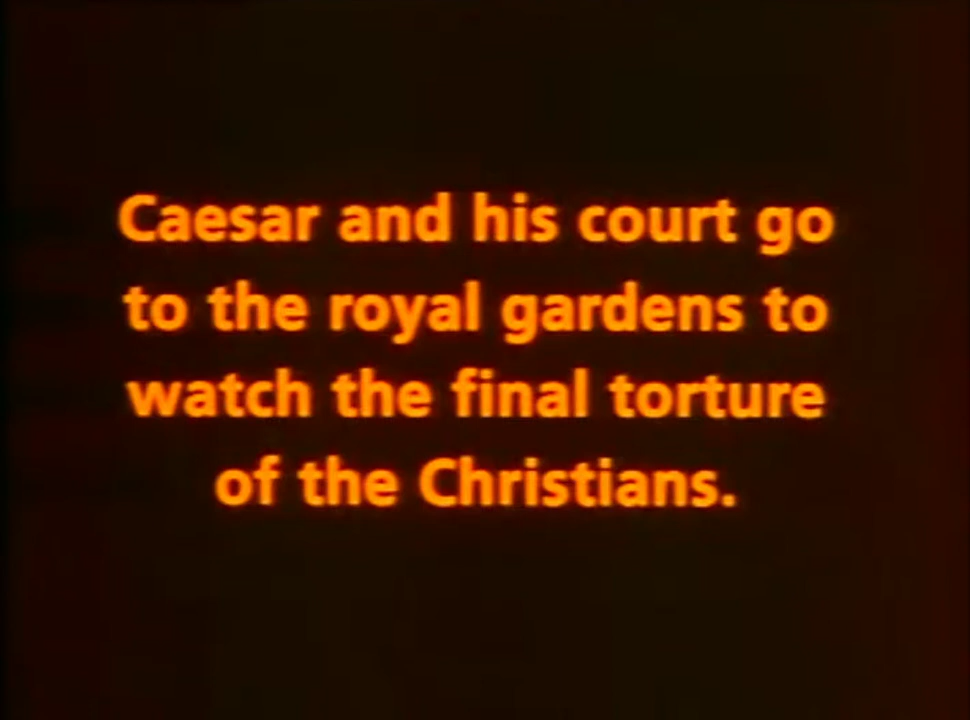 Caesar and his court go
to the royal gardens to
watch the final torture
of the Christians.